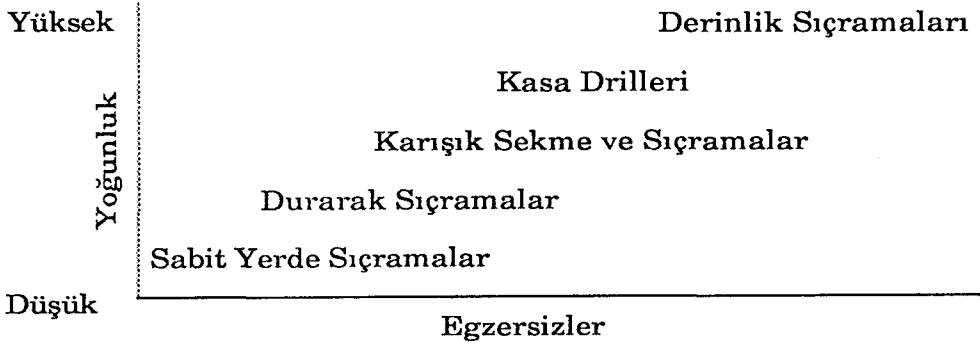 Yüksek
Derinlik Sıçramaları
Kasa Drilleri
Karışık Sekme ve Sıçramalar
Yoğunluk
Durarak Sıçramalar
Sabit Yerde Sıçramalar
Düşük
Egzersizler